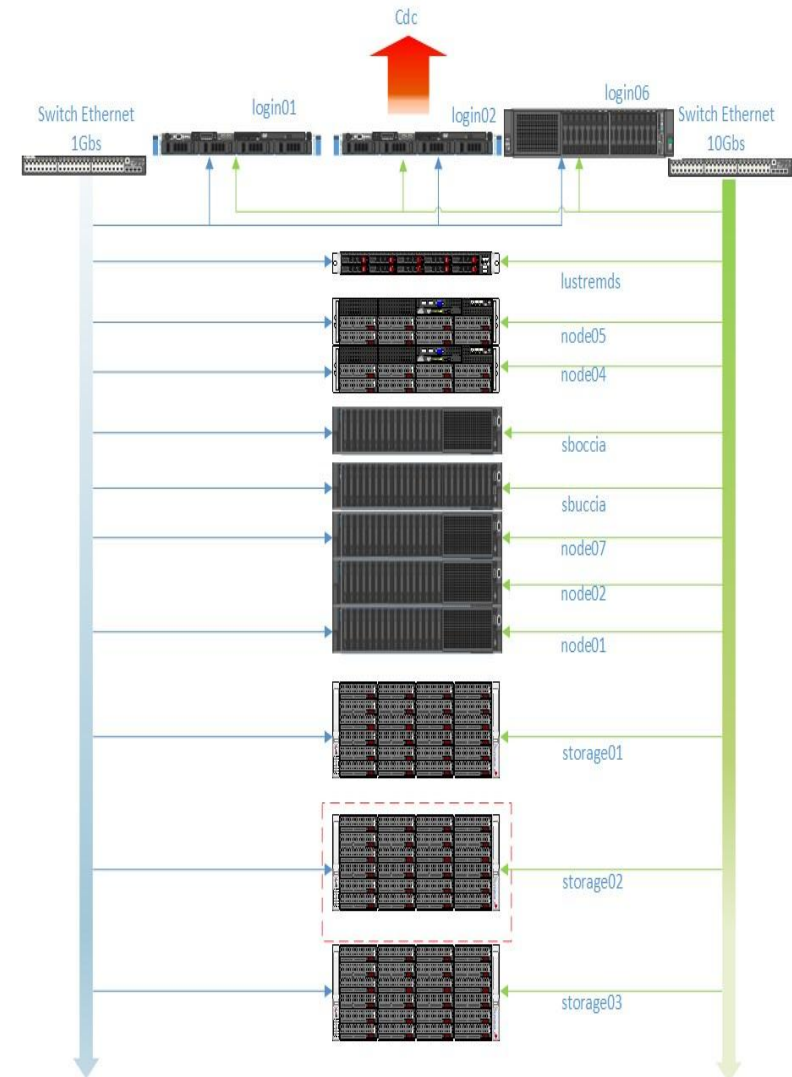 Cdc
login01
login02
login06
Switch Ethernet
1Gbs
Switch Ethernet
10Gbs
lustremds
node05
node04
sboccia
sbuccia
node07
node02
node01
storage01
storage02
storage03